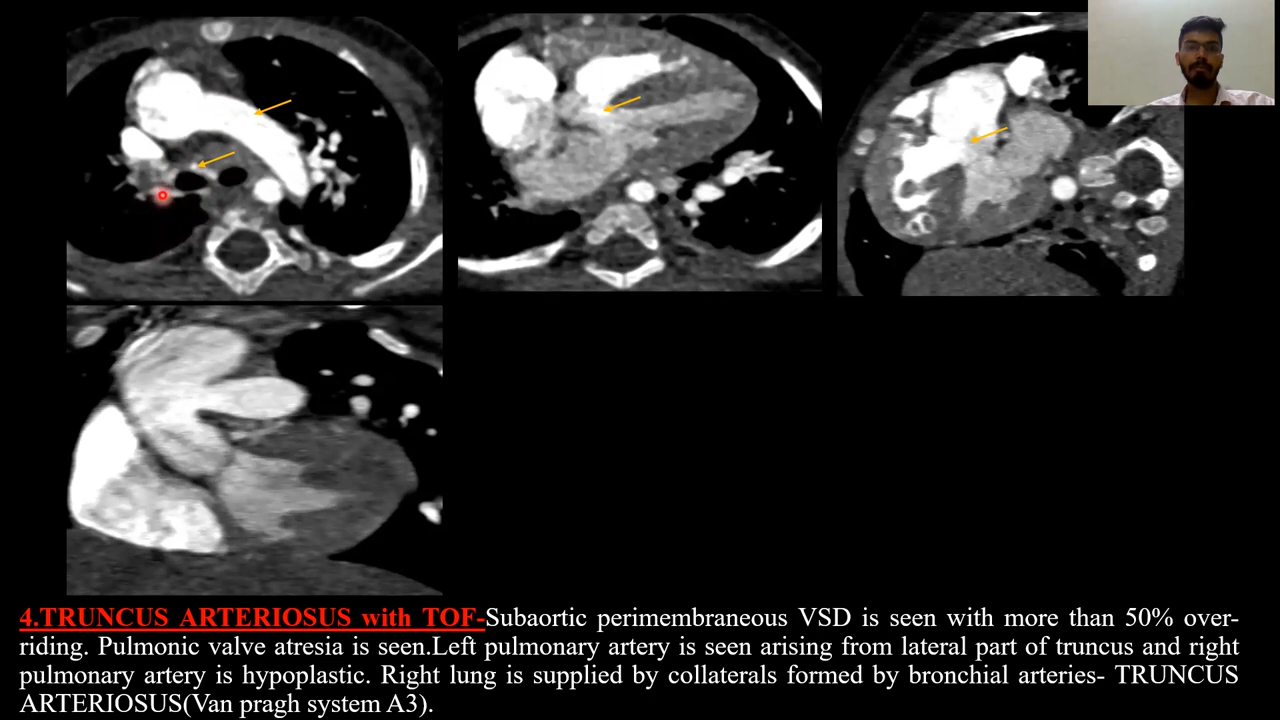 4.TRUNCUS ARTERIOSUS with TOF-Subaortic perimembraneous VSD is seen with more than 50% over-
riding. Pulmonic valve atresia is seen.Left pulmonary artery is seen arising from lateral part of truncus and right
pulmonary artery is hypoplastic. Right lung is supplied by collaterals formed by bronchial arteries- TRUNCUS
ARTERIOSUS(Van pragh system A3).